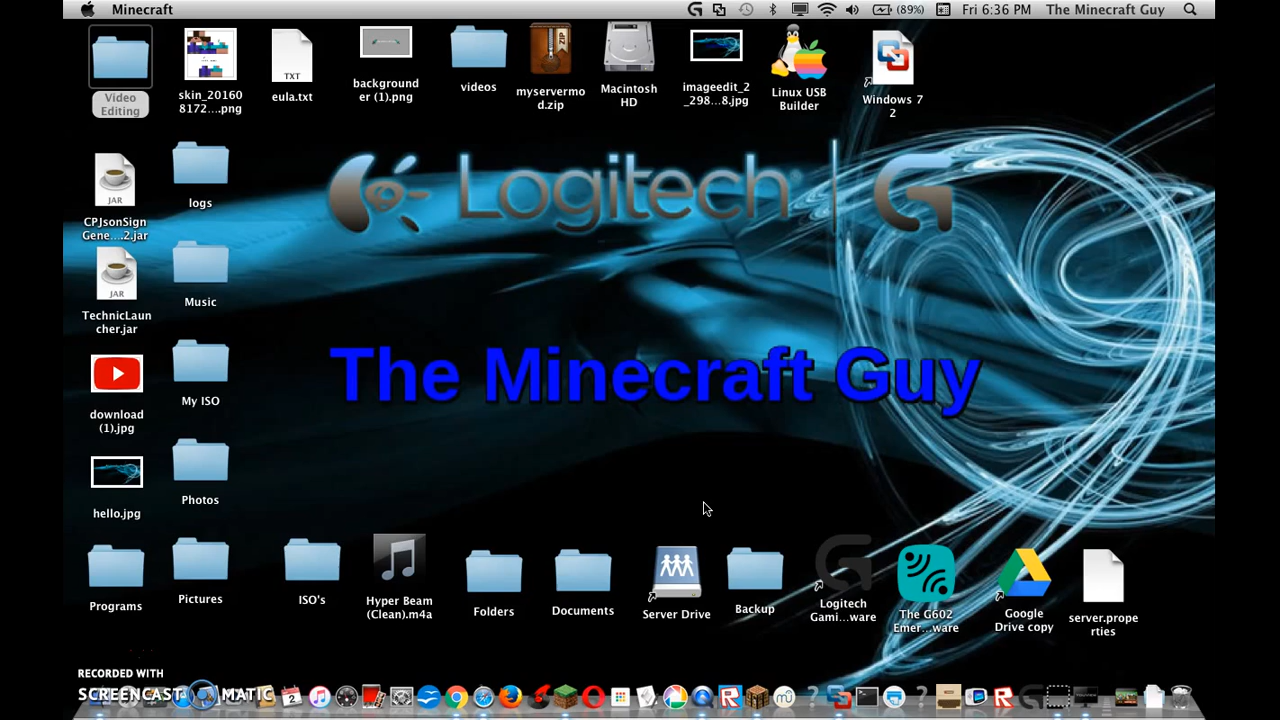 Minecraft
(89%)
Fri 6:36 PM
The Minecraft Guy
Video
Editing
skin_20160
8172...png
TXT
eula.txt
background
er (1).png
videos
ZIP
myservermo
d.zip
Macintosh
HD
imageedit_2
_298...8.jpg
Linux USB
Builder
Windows 7
2
JAR
CPJsonSign
Gene...2.jar
logs
Logitech
JAR
TechnicLaun
cher.jar
Music
The Minecraft Guy
download
(1).jpg
My ISO
hello.jpg
Photos
Programs
Pictures
ISO's
Hyper Beam
(Clean).m4a
Folders
Documents
Server Drive
Backup
Logitech
Gami...ware
The G602
Emer...ware
Google
Drive copy
server.prope
rties
RECORDED WITH
SCREENCAST MATIC
2